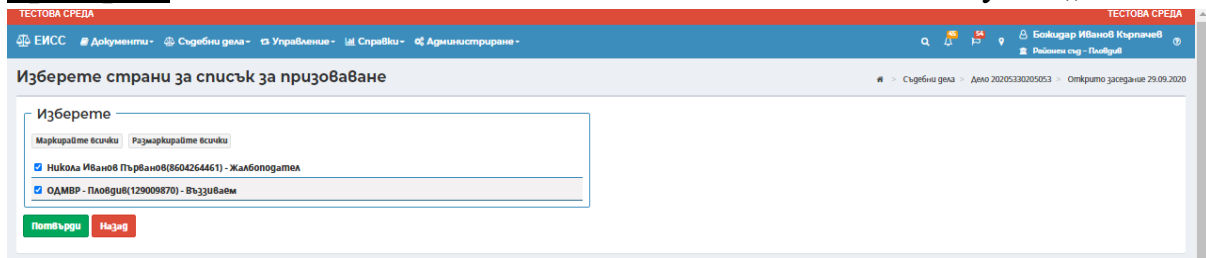 ТЕСТОВА СРЕДА ТЕСТОВА СРЕДА
ЕИСС Документи Съдебни дела Управление Справки Администриране 45 54 Божидар Иванов Кърпачев
Районен съд – Пловдив
Изберете страни за списък за призоваване > Съдебни дела > Дело 20205330205053 > Открито заседание 29.09.2020
Изберете
Маркирайте всички Размаркирайте всички
Никола Иванов Първанов(8604264461) - Жалбоподател
ОДМВР - Пловдив(129009870) - Въззиваем
Потвърди Назад